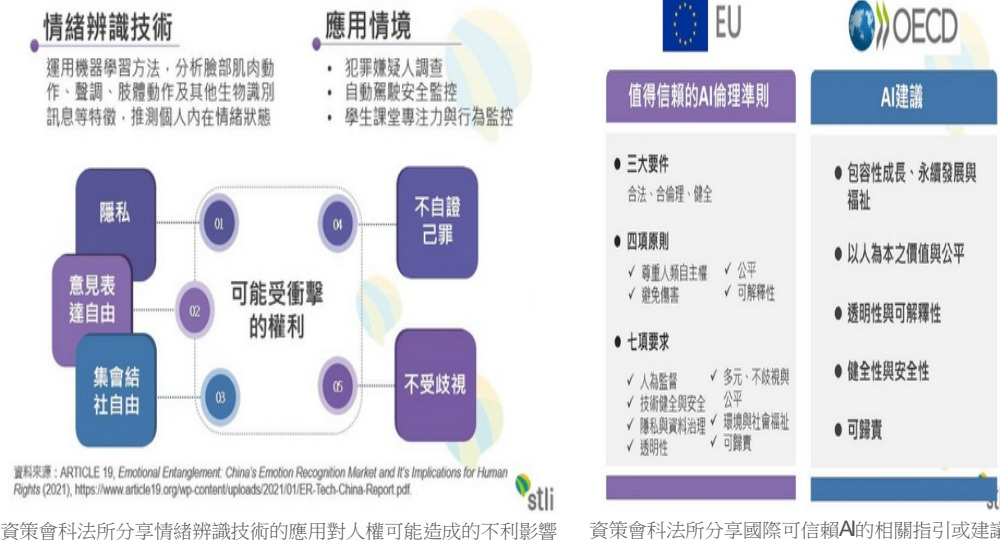 情緒辨識技術
運用機器學習方法，分析臉部肌肉動
作、聲調、肢體動作及其他生物識別
訊息等特徵，推測個人內在情緒狀態
應用情境
• 犯罪嫌疑人調查
• 自動駕駛安全監控
• 學生課堂專注力與行為監控
隱私
01
意見表
達自由
02
集會結
社自由
03
可能受衝擊
的權利
04
不自證
己罪
05
不受歧視
資料來源：ARTICLE 19, Emotional Entanglement: China's Emotion Recognition Market and It's Implications for Human
Rights (2021), https://www.article19.org/wp-content/uploads/2021/01/ER-Tech-China-Report.pdf.
stli
資策會科法所分享情緒辨識技術的應用對人權可能造成的不利影響
EU
值得信賴的AI倫理準則
● 三大要件
合法、合倫理、健全
● 四項原則
✓ 尊重人類自主權
✓ 避免傷害
✓ 公平
✓ 可解釋性
● 七項要求
✓ 人為監督
✓ 技術健全與安全
✓ 隱私與資料治理
✓ 透明性
✓ 多元、不歧視與
公平
✓ 環境與社會福祉
✓ 可歸責
OECD
AI建議
● 包容性成長、永續發展與
福祉
● 以人為本之價值與公平
● 透明性與可解釋性
● 健全性與安全性
● 可歸責
stl
資策會科法所分享國際可信賴AI的相關指引或建議